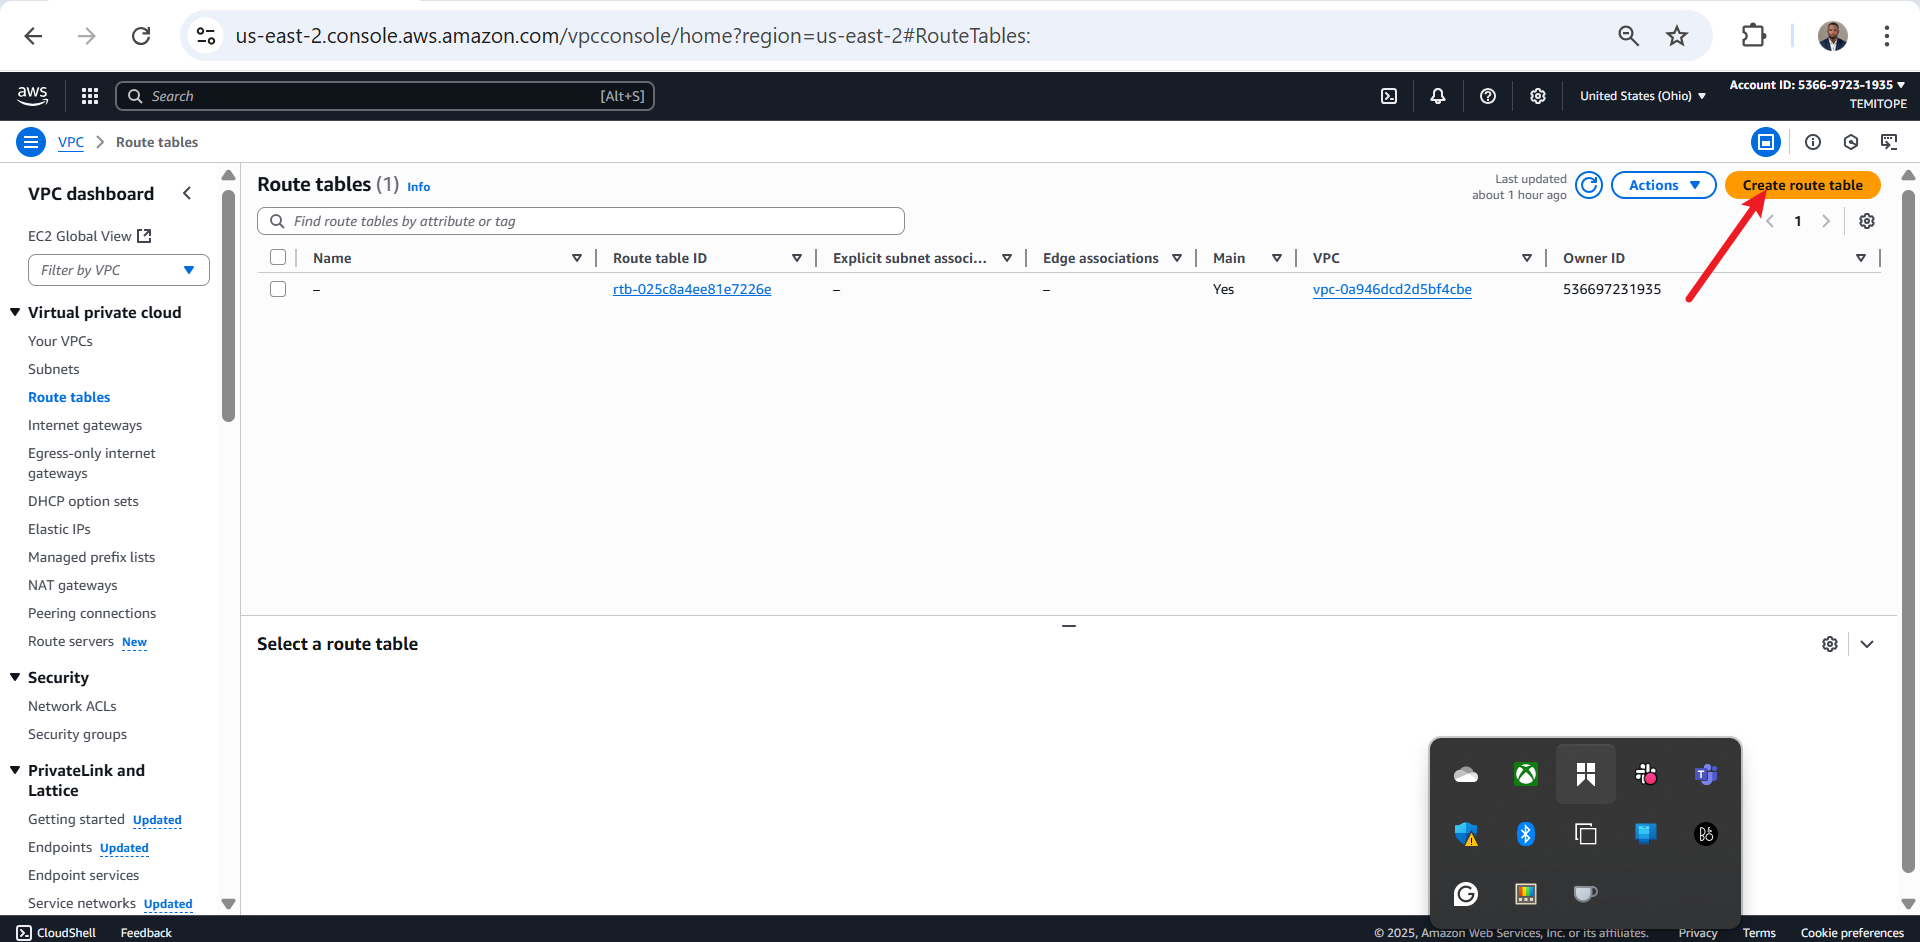 us-east-2.console.aws.amazon.com/vpcconsole/home?region=us-east-2#RouteTables:
aws
Search
[Alt+S]
United States (Ohio)
Account ID: 5366-9723-1935
TEMITOPE
VPC
Route tables
VPC dashboard
EC2 Global View
Filter by VPC
Virtual private cloud
Your VPCs
Subnets
Route tables
Internet gateways
Egress-only internet
gateways
DHCP option sets
Elastic IPs
Managed prefix lists
NAT gateways
Peering connections
Route servers New
Security
Network ACLs
Security groups
PrivateLink and
Lattice
Getting started Updated
Endpoints Updated
Endpoint services
Service networks Updated
Route tables (1) Info
Last updated
about 1 hour ago
Actions
Create route table
Find route tables by attribute or tag
1
Name Route table ID Explicit subnet associ... Edge associations Main VPC Owner ID
– rtb-025c8a4ee81e7226e – – Yes vpc-0a946dcd2d5bf4cbe 536697231935
Select a route table
CloudShell Feedback
© 2025, Amazon Web Services, Inc. or its affiliates. Privacy Terms Cookie preferences